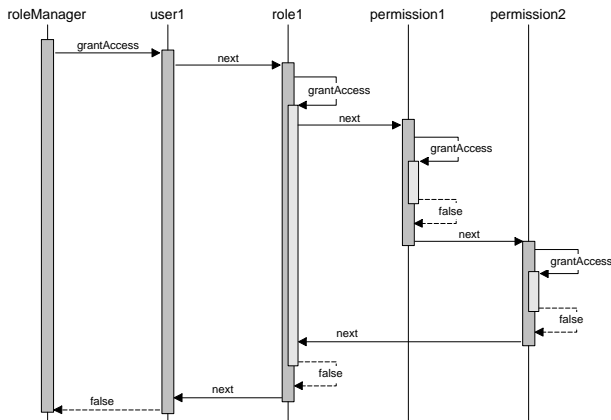 roleManager user1 role1 permission1 permission2
grantAccess
next
grantAccess
next
grantAccess
false
next
grantAccess
false
next
false
next
false